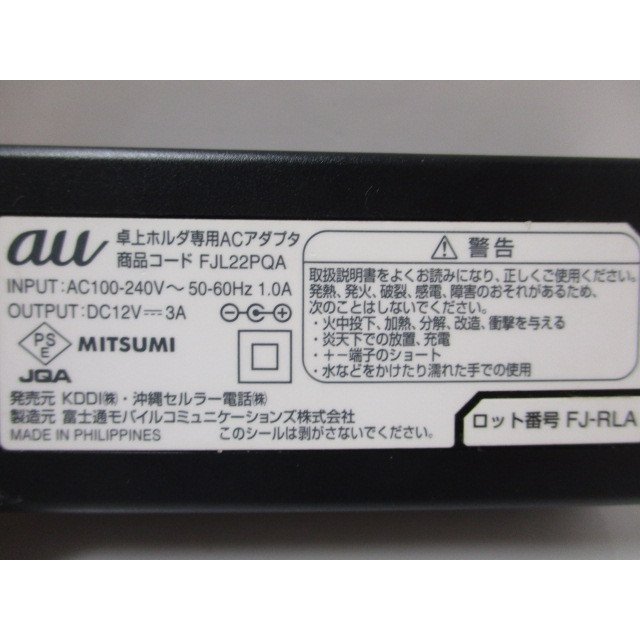 au 卓上ホルダ専用ACアダプタ
商品コード FJL22PQA
INPUT:AC100-240V～ 50-60Hz 1.0A
OUTPUT:DC12V⎓3A
PS
E
MITSUMI
JQA
発売元 KDDI㈱・沖縄セルラー電話㈱
製造元 富士通モバイルコミュニケーションズ株式会社
MADE IN PHILIPPINES このシールは剥がさないでください。
警告
取扱説明書をよくお読みになり、正しくご使用ください。
発熱、発火、破裂、感電、障害のおそれがあるため、
次のことはしないでください。
・火中投下、加熱、分解、改造、衝撃を与える
・炎天下での放置、充電
・+−端子のショート
・水などをかけたり濡れた手での使用
ロット番号 FJ-RLA